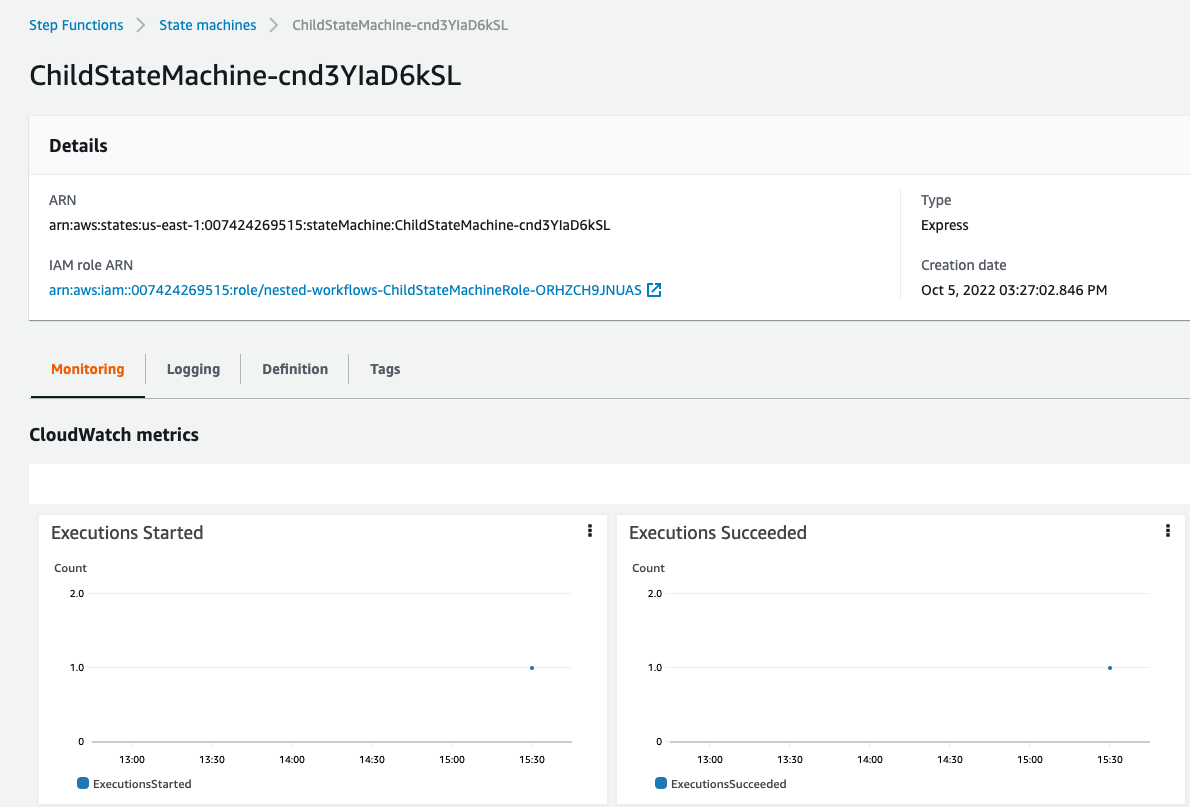 Step Functions > State machines > ChildStateMachine-cnd3YIaD6kSL
ChildStateMachine-cnd3YIaD6kSL
Details
ARN
arn:aws:states:us-east-1:007424269515:stateMachine:ChildStateMachine-cnd3YIaD6kSL
Type
Express
IAM role ARN
arn:aws:iam::007424269515:role/nested-workflows-ChildStateMachineRole-ORHZCH9JNUAS
Creation date
Oct 5, 2022 03:27:02.846 PM
Monitoring
Logging
Definition
Tags
CloudWatch metrics
Executions Started
Count
2.0
1.0
0
13:00 13:30 14:00 14:30 15:00 15:30
ExecutionsStarted
Executions Succeeded
Count
2.0
1.0
0
13:00 13:30 14:00 14:30 15:00 15:30
ExecutionsSucceeded